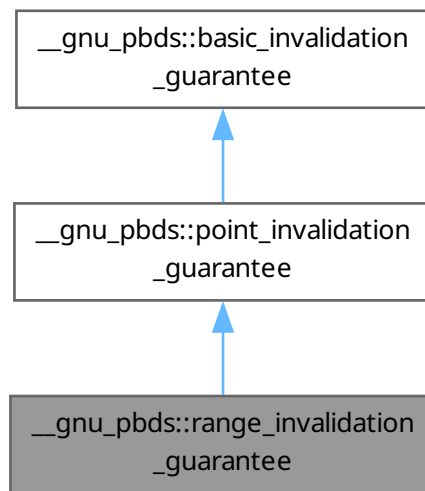 __gnu_pbds::basic_invalidation
_guarantee
__gnu_pbds::point_invalidation
_guarantee
__gnu_pbds::range_invalidation
_guarantee